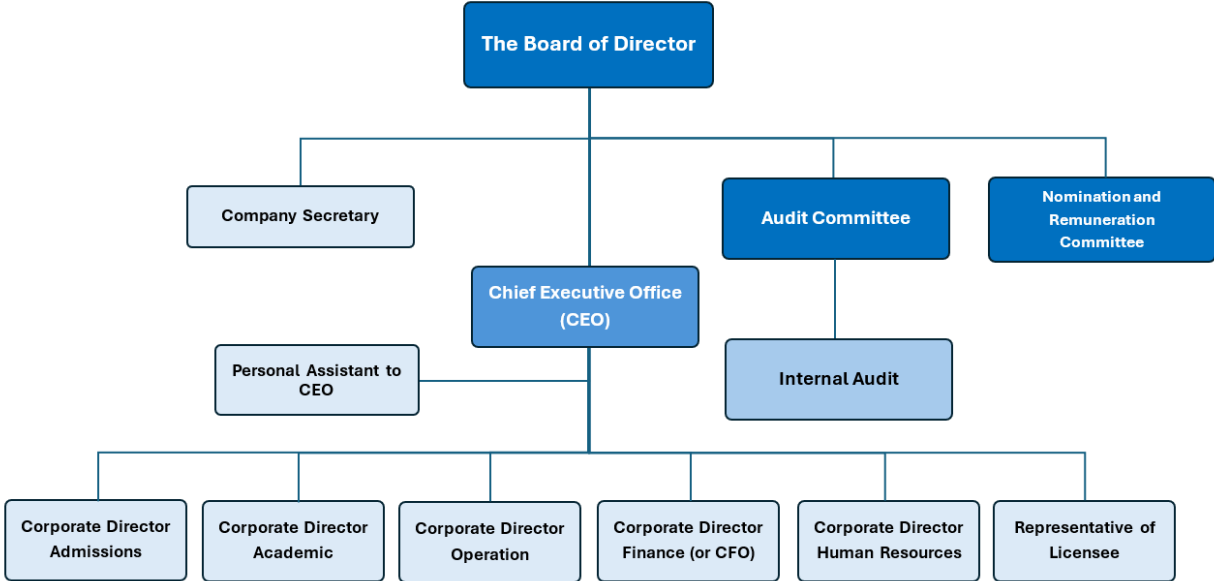 The Board of Director
Company Secretary
Audit Committee
Nomination and
Remuneration
Committee
Chief Executive Office
(CEO)
Personal Assistant to
CEO
Internal Audit
Corporate Director
Admissions
Corporate Director
Academic
Corporate Director
Operation
Corporate Director
Finance (or CFO)
Corporate Director
Human Resources
Representative of
Licensee